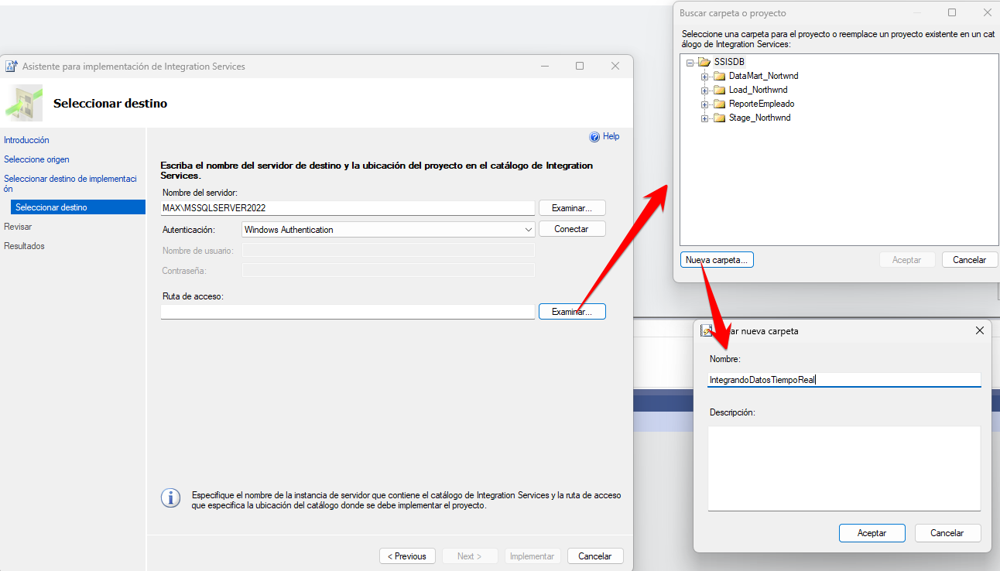 Asistente para implementación de Integration Services
Seleccionar destino
Introducción
Seleccione origen
Seleccionar destino de implementaci
ón
Seleccionar destino
Revisar
Resultados
Help
Escriba el nombre del servidor de destino y la ubicación del proyecto en el catálogo de Integration
Services.
Nombre del servidor:
MAX\MSSQLSERVER2022
Examinar...
Autenticación:
Windows Authentication
Conectar
Nombre de usuario:
Contraseña:
Ruta de acceso:
Examinar...
Especifique el nombre de la instancia de servidor que contiene el catálogo de Integration Services y la ruta de acceso
que especifica la ubicación del catálogo donde se debe implementar el proyecto.
< Previous
Next >
Implementar
Cancelar
Buscar carpeta o proyecto
Seleccione una carpeta para el proyecto o reemplace un proyecto existente en un cat
álogo de Integration Services:
SSISDB
DataMart_Nortwnd
Load_Northwnd
ReporteEmpleado
Stage_Northwnd
Nueva carpeta...
Aceptar
Cancelar
ar nueva carpeta
Nombre:
IntegrandoDatosTiempoReal
Descripción:
Aceptar
Cancelar